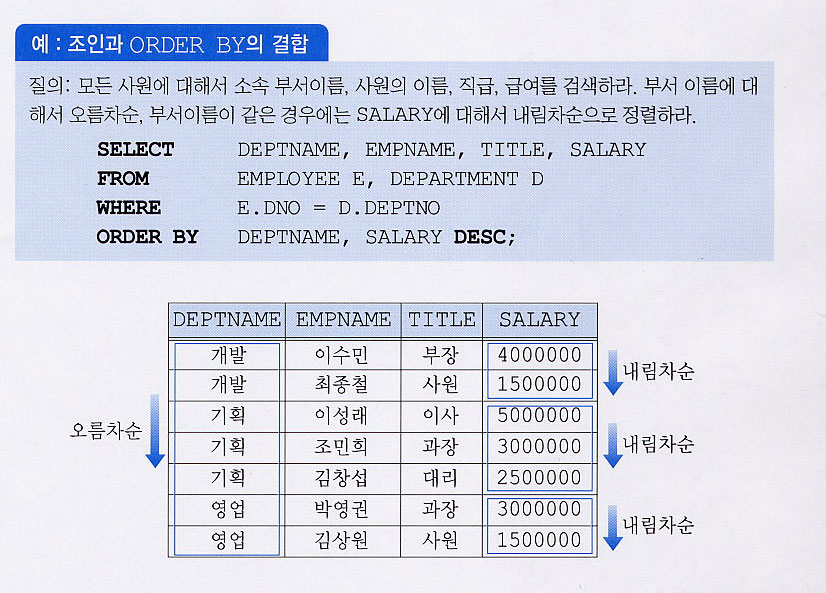 예 : 조인과 ORDER BY의 결합
질의: 모든 사원에 대해서 소속 부서이름, 사원의 이름, 직급, 급여를 검색하라. 부서 이름에 대
해서 오름차순, 부서이름이 같은 경우에는 SALARY에 대해서 내림차순으로 정렬하라.
SELECT DEPTNAME, EMPNAME, TITLE, SALARY
FROM EMPLOYEE E, DEPARTMENT D
WHERE E.DNO = D.DEPTNO
ORDER BY DEPTNAME, SALARY DESC;
DEPTNAME EMPNAME TITLE SALARY
개발 이수민 부장 4000000
내림차순
개발 최종철 사원 1500000
기획 이성래 이사 5000000
오름차순
기획 조민희 과장 3000000
내림차순
기획 김창섭 대리 2500000
영업 박영권 과장 3000000
내림차순
영업 김상원 사원 1500000